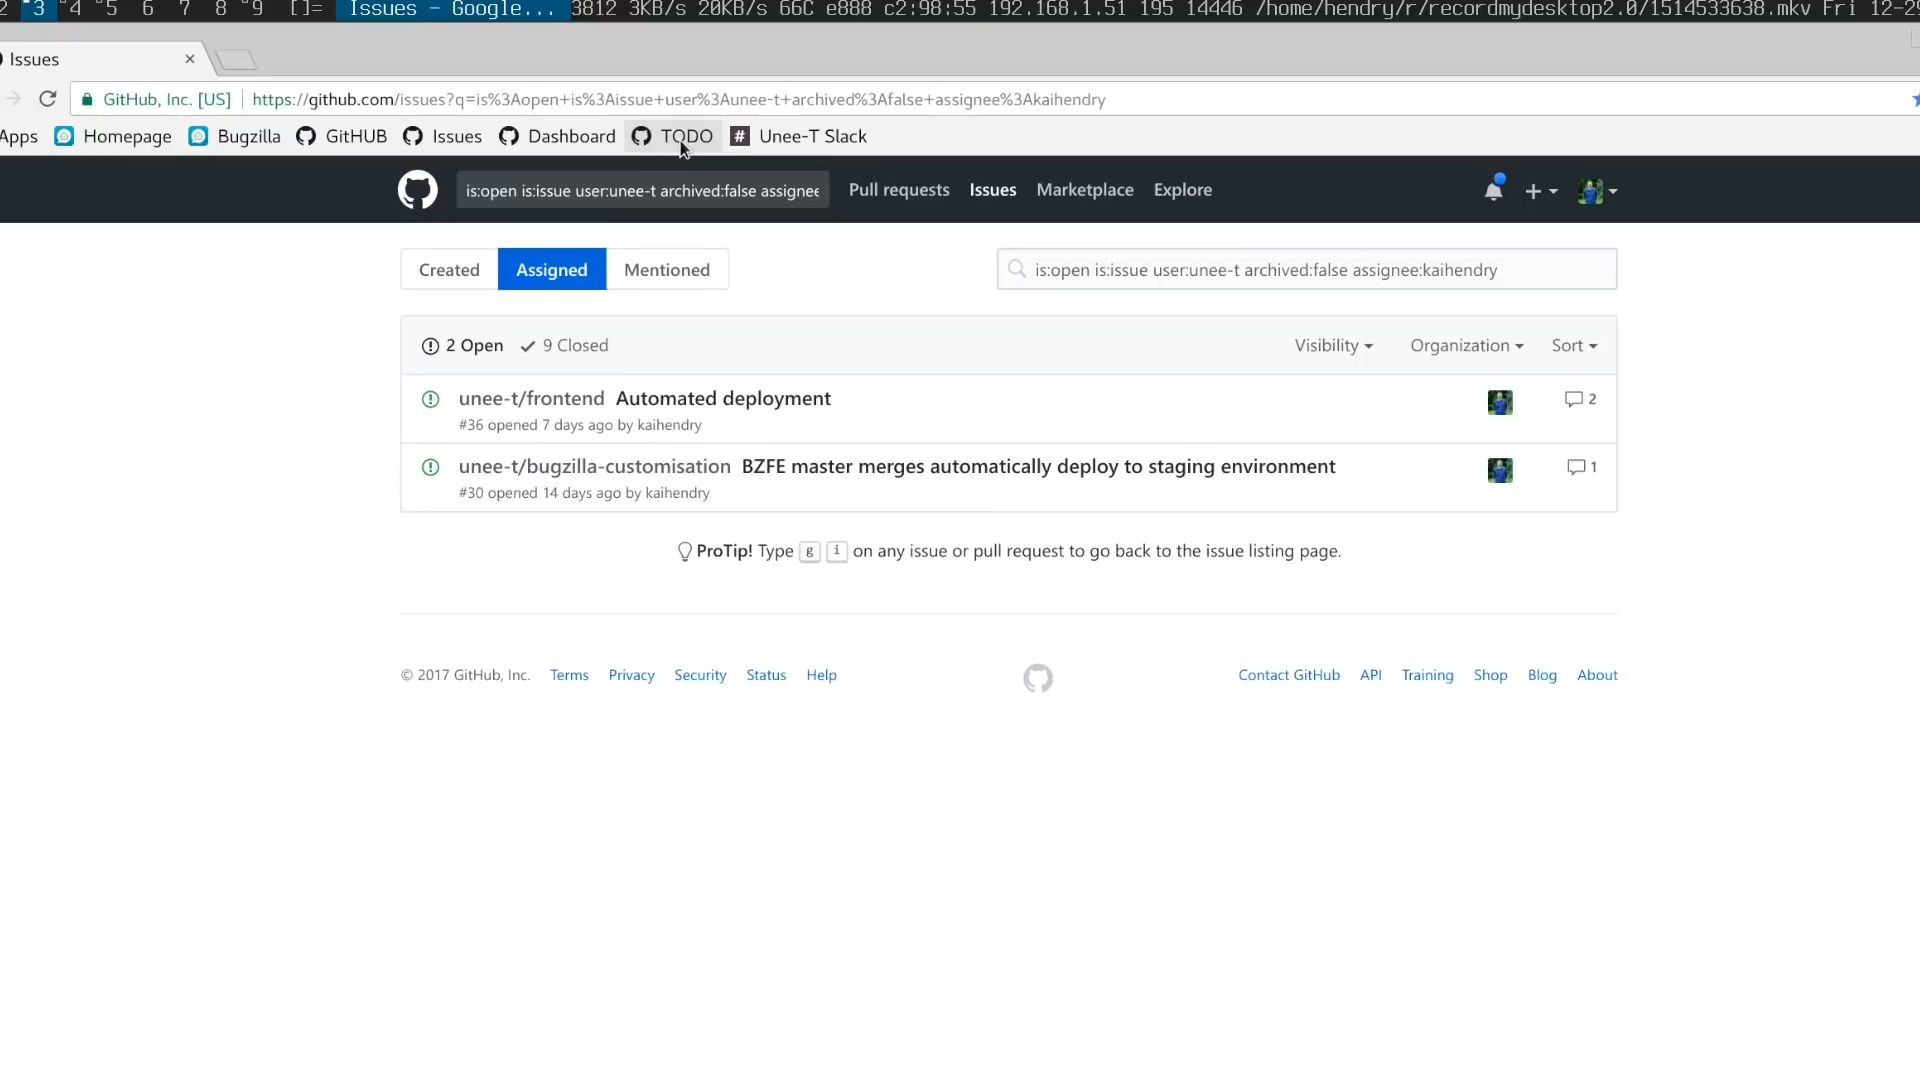 2 3 4 5 6 7 8 9 []= Issues - Google... 3812 3KB/s 20KB/s 66C e888 c2:98:55 192.168.1.51 195 14446 /home/hendry/r/recordmydesktop2.0/1514533638.mkv Fri 12-29
Issues ×
GitHub, Inc. [US] https://github.com/issues?q=is%3Aopen+is%3Aissue+user%3Aunee-t+archived%3Afalse+assignee%3Akaihendry
Apps Homepage Bugzilla GitHUB Issues Dashboard TODO # Unee-T Slack
is:open is:issue user:unee-t archived:false assignee Pull requests Issues Marketplace Explore
Created Assigned Mentioned is:open is:issue user:unee-t archived:false assignee:kaihendry
2 Open 9 Closed Visibility Organization Sort
unee-t/frontend Automated deployment 2
#36 opened 7 days ago by kaihendry
unee-t/bugzilla-customisation BZFE master merges automatically deploy to staging environment 1
#30 opened 14 days ago by kaihendry
ProTip! Type g i on any issue or pull request to go back to the issue listing page.
© 2017 GitHub, Inc. Terms Privacy Security Status Help Contact GitHub API Training Shop Blog About